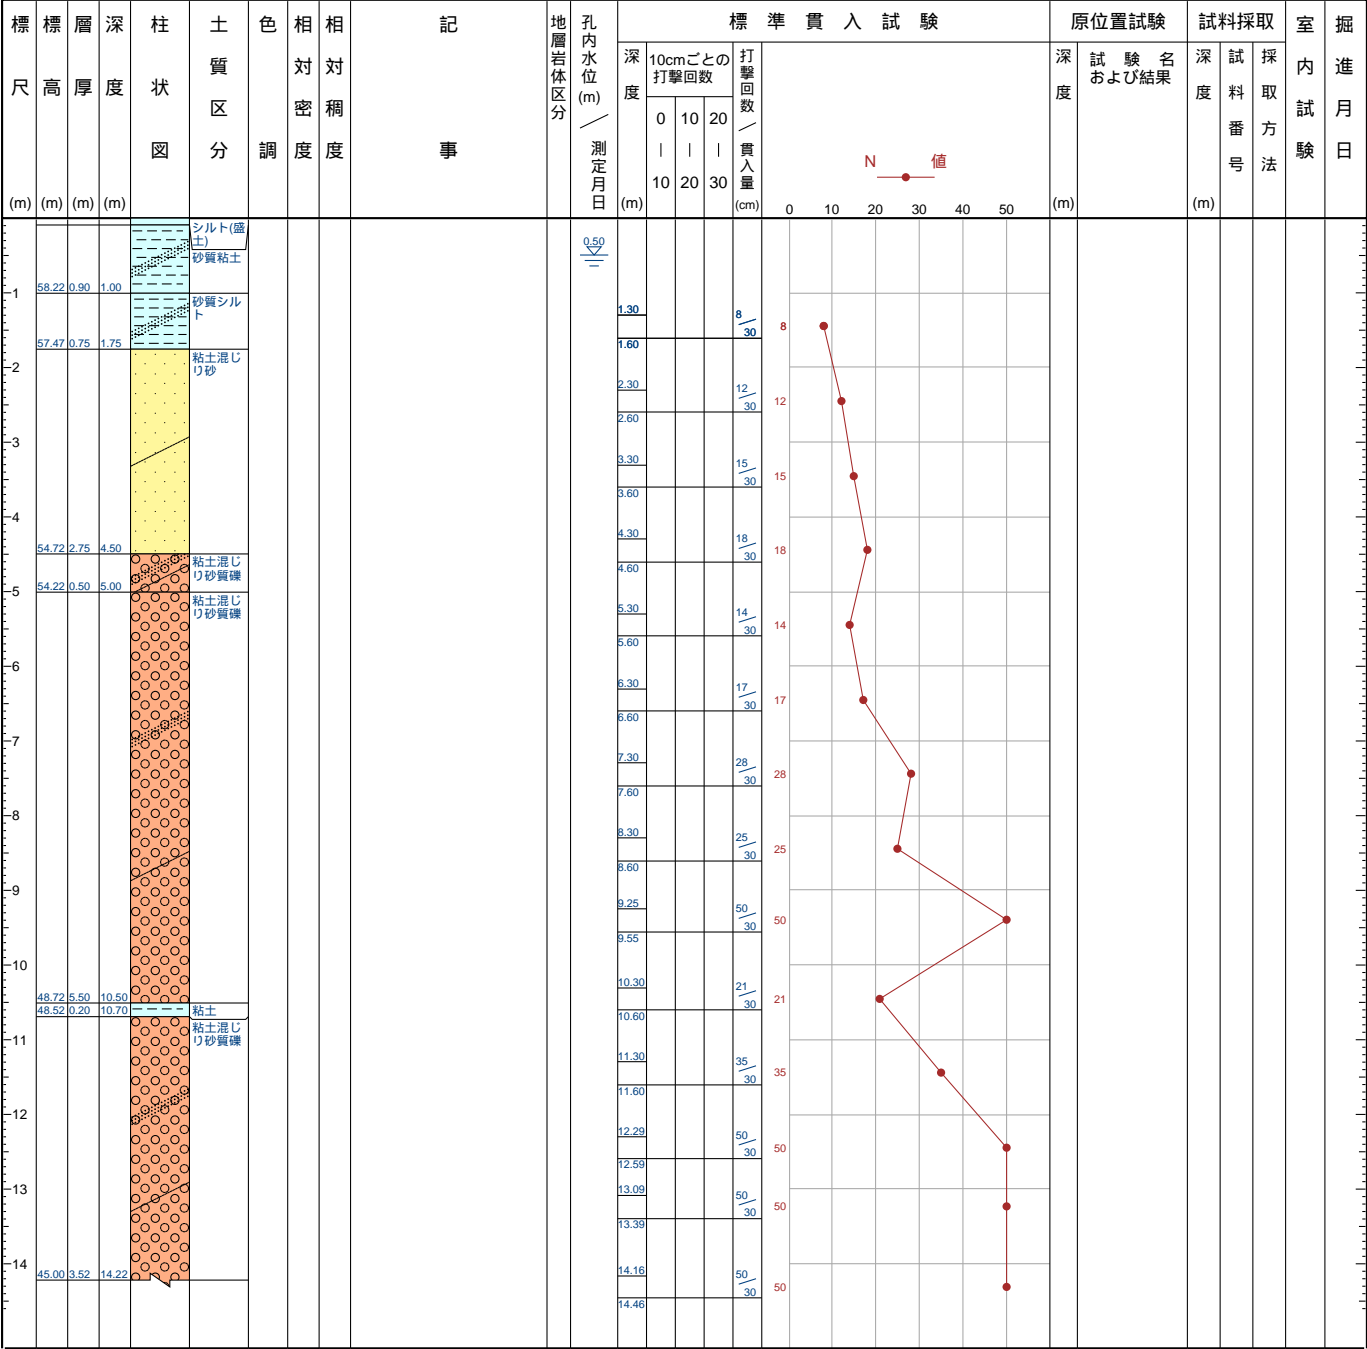 標尺(m)
標高(m)
層厚(m)
深度(m)
柱状図
土質区分
色調
相対密度
相対稠度
記事
地層岩体区分
孔内水位(m)／測定月日
標準貫入試験
深度(m)
10cmごとの
打撃回数
0 10 20
| | |
10 20 30
打撃回数／貫入量(cm)
N 値
0 10 20 30 40 50
原位置試験
深度(m)
試験名
および結果
試料採取
深度(m)
試料番号
採取方法
室内試験
掘進月日
1
2
3
4
5
6
7
8
9
10
11
12
13
14
58.22 0.90 1.00
57.47 0.75 1.75
54.72 2.75 4.50
54.22 0.50 5.00
48.72 5.50 10.50
48.52 0.20 10.70
45.00 3.52 14.22
シルト(盛
土)
砂質粘土
砂質シル
ト
粘土混じ
り砂
粘土混じ
り砂質礫
粘土混じ
り砂質礫
粘土
粘土混じ
り砂質礫
0.50
1.30
1.60
8
30
8
2.30
2.60
12
30
12
3.30
3.60
15
30
15
4.30
4.60
18
30
18
5.30
5.60
14
30
14
6.30
6.60
17
30
17
7.30
7.60
28
30
28
8.30
8.60
25
30
25
9.25
9.55
50
30
50
10.30
10.60
21
30
21
11.30
11.60
35
30
35
12.29
12.59
50
30
50
13.09
13.39
50
30
50
14.16
14.46
50
30
50